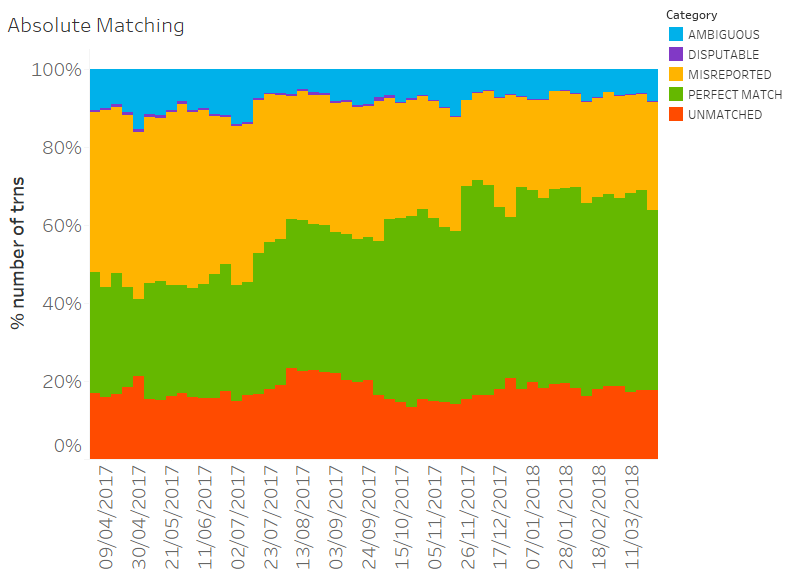 Absolute Matching
Category
AMBIGUOUS
DISPUTABLE
MISREPORTED
PERFECT MATCH
UNMATCHED
100%
80%
60%
40%
20%
0%
% number of trns
09/04/2017
30/04/2017
21/05/2017
11/06/2017
02/07/2017
23/07/2017
13/08/2017
03/09/2017
24/09/2017
15/10/2017
05/11/2017
26/11/2017
17/12/2017
07/01/2018
28/01/2018
18/02/2018
11/03/2018